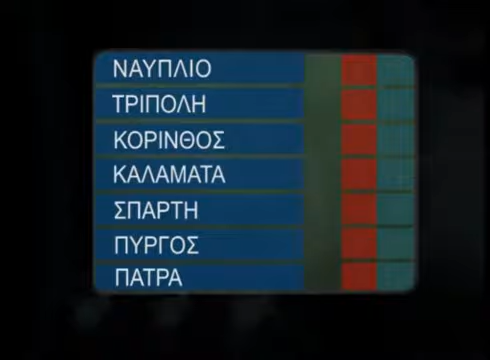 ΝΑΥΠΛΙΟ
ΤΡΙΠΟΛΗ
ΚΟΡΙΝΘΟΣ
ΚΑΛΑΜΑΤΑ
ΣΠΑΡΤΗ
ΠΥΡΓΟΣ
ΠΑΤΡΑ